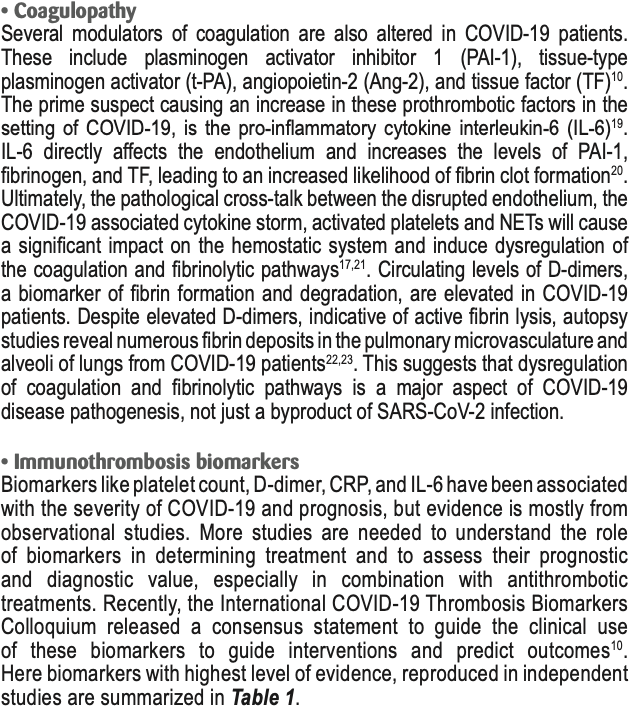 • Coagulopathy
Several modulators of coagulation are also altered in COVID-19 patients.
These include plasminogen activator inhibitor 1 (PAI-1), tissue-type
plasminogen activator (t-PA), angiopoietin-2 (Ang-2), and tissue factor (TF)10.
The prime suspect causing an increase in these prothrombotic factors in the
setting of COVID-19, is the pro-inflammatory cytokine interleukin-6 (IL-6)19.
IL-6 directly affects the endothelium and increases the levels of PAI-1,
fibrinogen, and TF, leading to an increased likelihood of fibrin clot formation20.
Ultimately, the pathological cross-talk between the disrupted endothelium, the
COVID-19 associated cytokine storm, activated platelets and NETs will cause
a significant impact on the hemostatic system and induce dysregulation of
the coagulation and fibrinolytic pathways17,21. Circulating levels of D-dimers,
a biomarker of fibrin formation and degradation, are elevated in COVID-19
patients. Despite elevated D-dimers, indicative of active fibrin lysis, autopsy
studies reveal numerous fibrin deposits in the pulmonary microvasculature and
alveoli of lungs from COVID-19 patients22,23. This suggests that dysregulation
of coagulation and fibrinolytic pathways is a major aspect of COVID-19
disease pathogenesis, not just a byproduct of SARS-CoV-2 infection.
• Immunothrombosis biomarkers
Biomarkers like platelet count, D-dimer, CRP, and IL-6 have been associated
with the severity of COVID-19 and prognosis, but evidence is mostly from
observational studies. More studies are needed to understand the role
of biomarkers in determining treatment and to assess their prognostic
and diagnostic value, especially in combination with antithrombotic
treatments. Recently, the International COVID-19 Thrombosis Biomarkers
Colloquium released a consensus statement to guide the clinical use
of these biomarkers to guide interventions and predict outcomes10.
Here biomarkers with highest level of evidence, reproduced in independent
studies are summarized in Table 1.